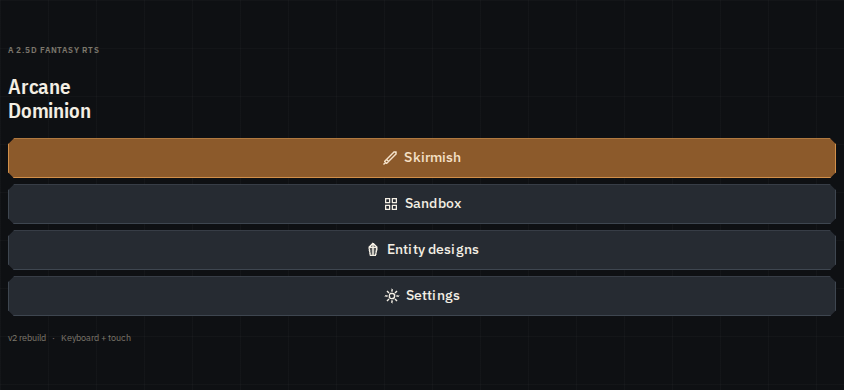 A 2.5D FANTASY RTS
Arcane
Dominion
Skirmish
Sandbox
Entity designs
Settings
v2 rebuild · Keyboard + touch